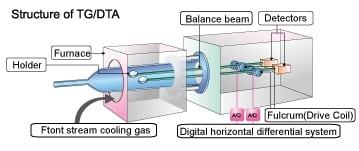 Structure of TG/DTA
Balance beam
Detectors
Furnace
Holder
Ftont stream cooling gas
Fulcrum(Drive Coil)
Digital horizontal differential system